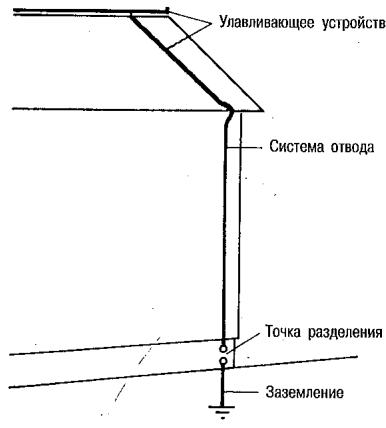 Улавливающее устройств
Система отвода
Точка разделения
Заземление